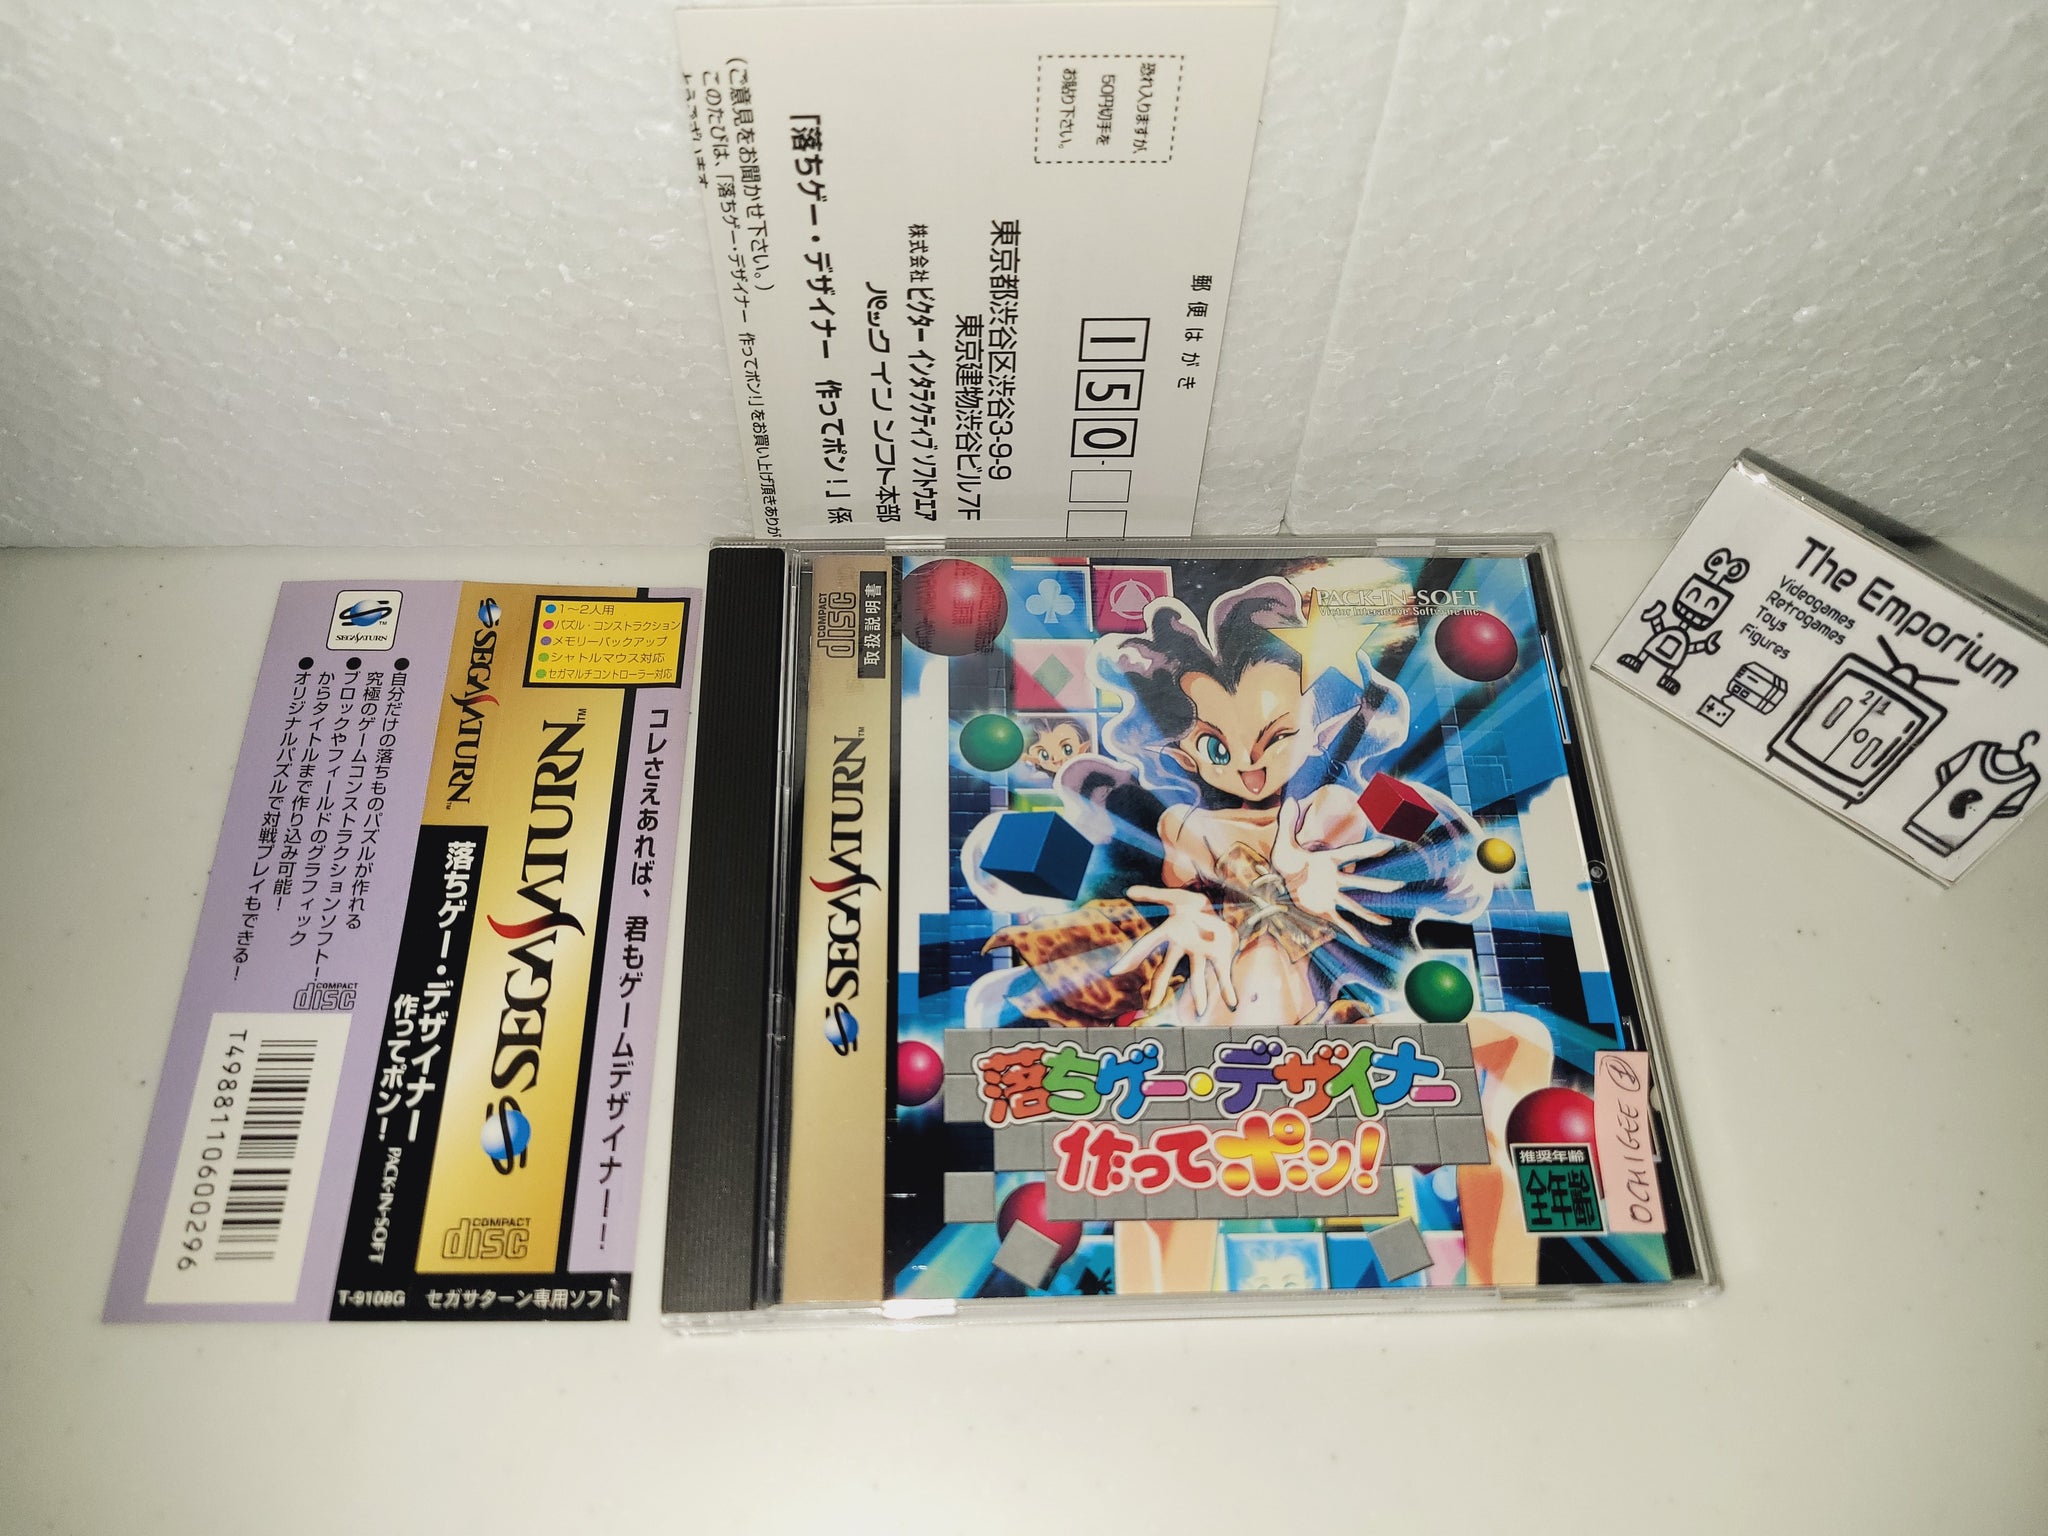 恐れ入りますが、
50円切手を
お貼り下さい。
郵便はがき
150-
東京都渋谷区渋谷3-9-9
東京建物渋谷ビル7F
株式会社 ビクター インタラクティブ ソフトウエア
パック イン ソフト本部
「落ちゲー・デザイナー 作ってポン!」係
(ご意見をお聞かせ下さい。)
このたびは、「落ちゲー・デザイナー 作ってポン!」をお買い上げ頂きありが
SEGA SATURN
●自分だけの落ちものパズルが作れる
究極のゲームコンストラクションソフト!
●ブロックやフィールドのグラフィック
からタイトルまで作り込み可能!
●オリジナルパズルで対戦プレイもできる!
COMPACT disc
T4988110600296
SEGA SATURN™
落ちゲー・デザイナー
作ってポン!
PACK-IN-SOFT
T-9108G
●1〜2人用
●パズル・コンストラクション
●メモリーバックアップ
●シャトルマウス対応
●セガマルチコントローラー対応
SEGA SATURN™
COMPACT disc
コレさえあれば、君もゲームデザイナー!!
セガサターン専用ソフト
COMPACT disc
取扱説明書
SEGA SATURN™
PACK-IN-SOFT
Victor Interactive Software Inc.
落ちゲー・デザイナー
作ってポン!
推奨年齢
全年齢
OCHIGEE
The Emporium
Videogames
Retrogames
Toys
Figures
21